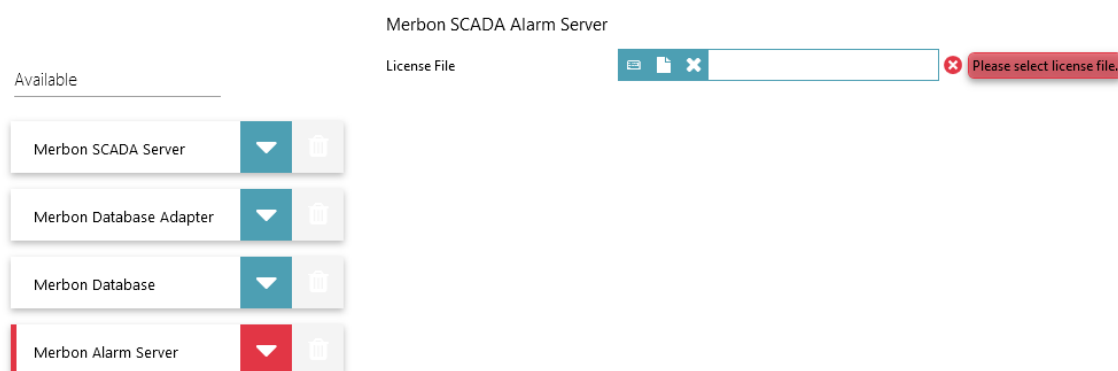 Merbon SCADA Alarm Server
License File
Please select license file.
Available
Merbon SCADA Server
Merbon Database Adapter
Merbon Database
Merbon Alarm Server